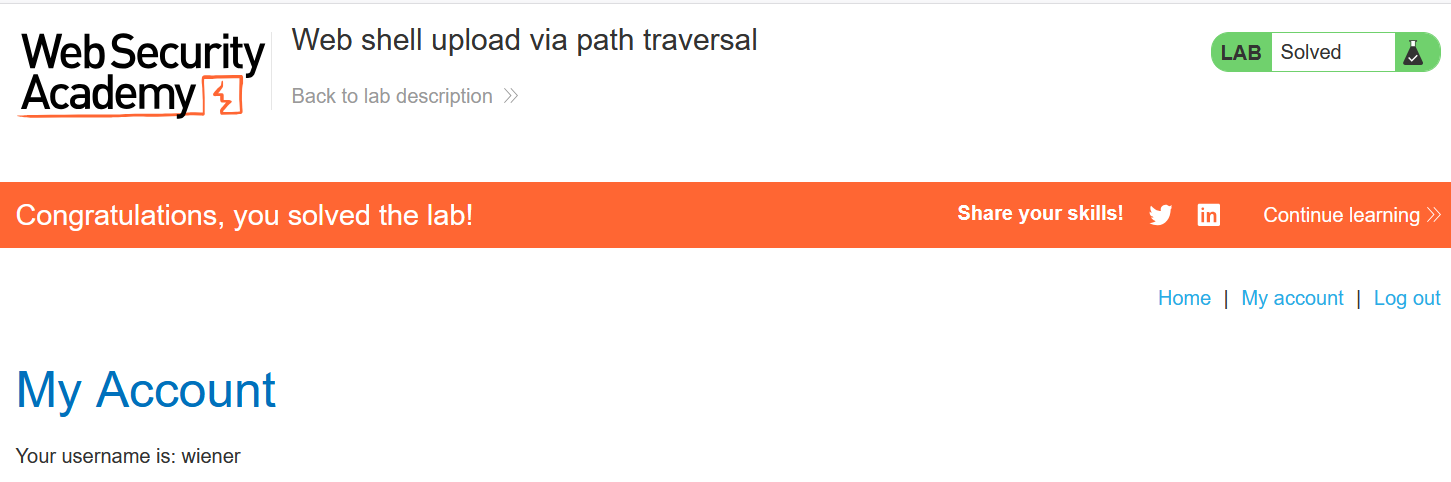 Web Security
Academy
Web shell upload via path traversal
Back to lab description
LAB Solved
Congratulations, you solved the lab!
Share your skills!
Continue learning
Home | My account | Log out
My Account
Your username is: wiener